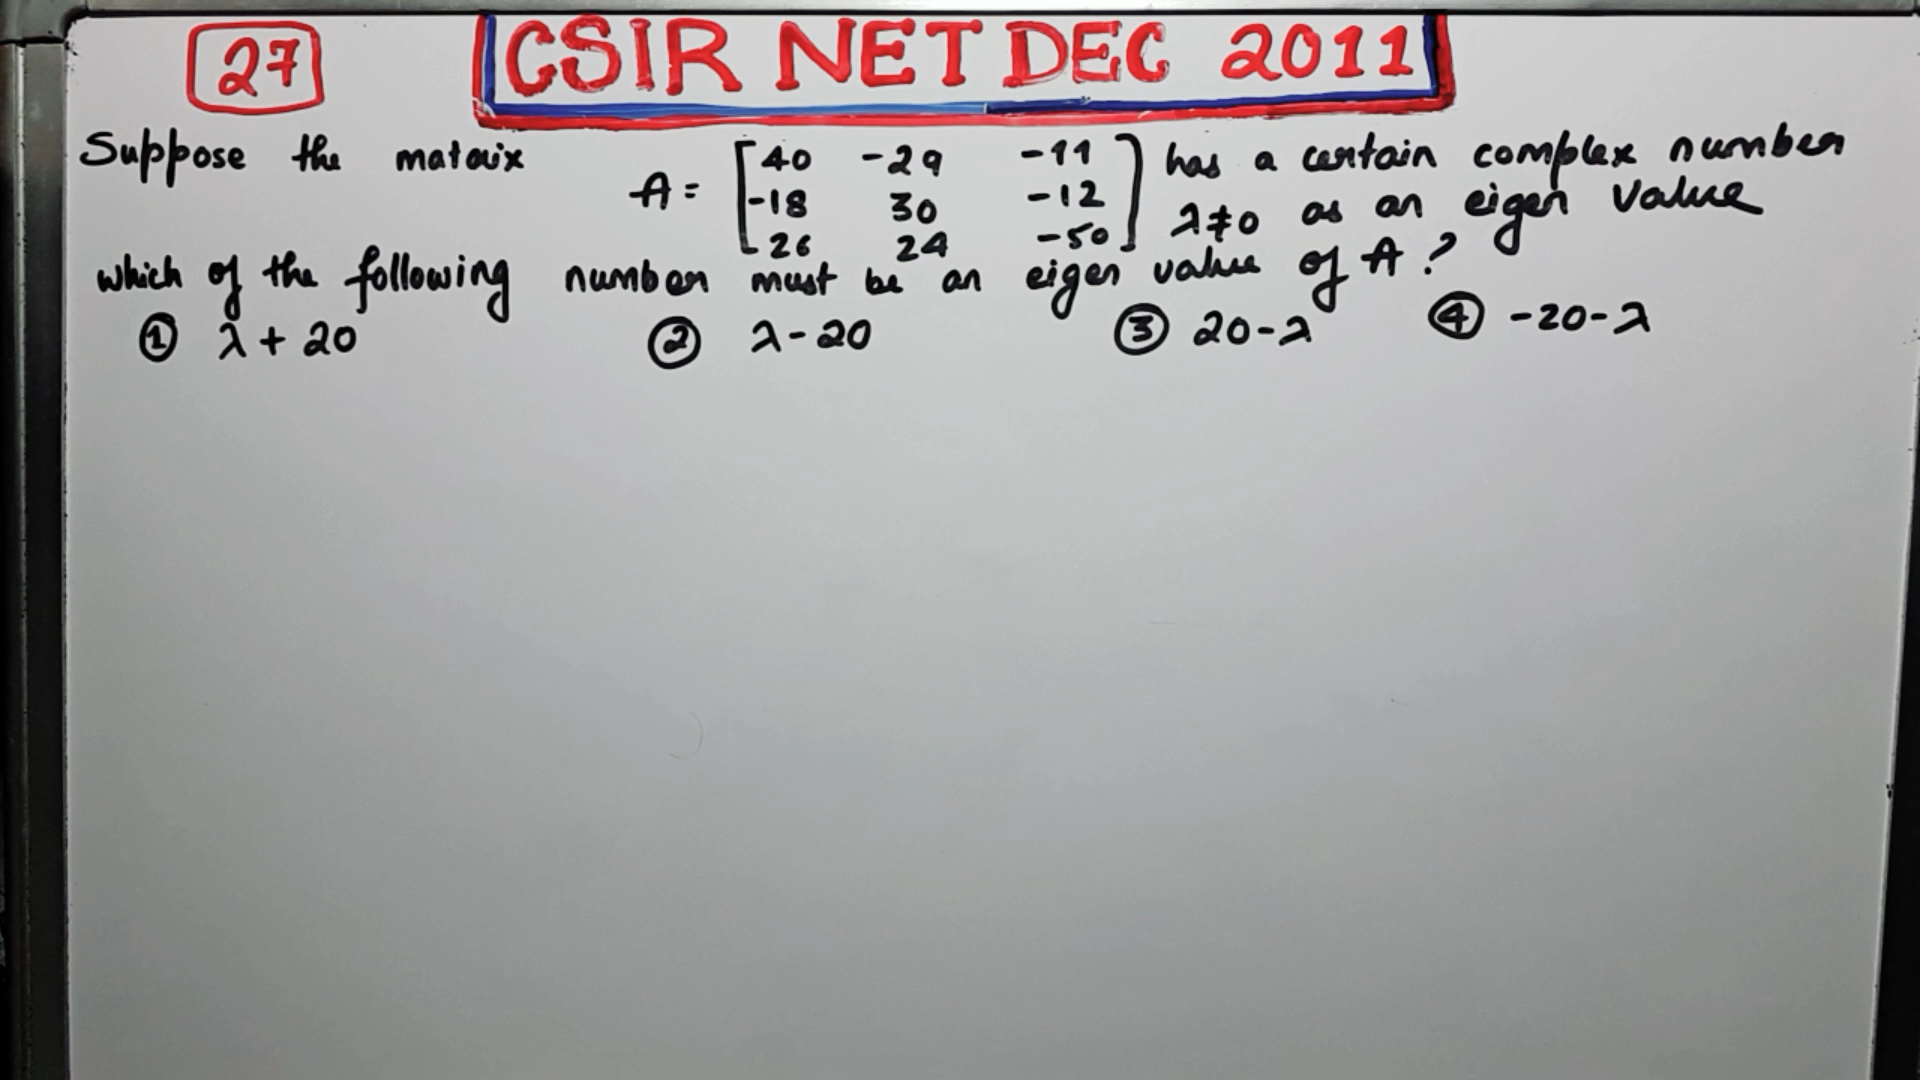 27
CSIR NET DEC 2011
Suppose the matrix A = [40 -29 -11
-18 30 -12
26 24 -50] has a certain complex number
λ≠0 as an eigen value
which of the following number must be an eigen value of A?
① λ + 20 ② λ - 20 ③ 20 - λ ④ -20 - λ